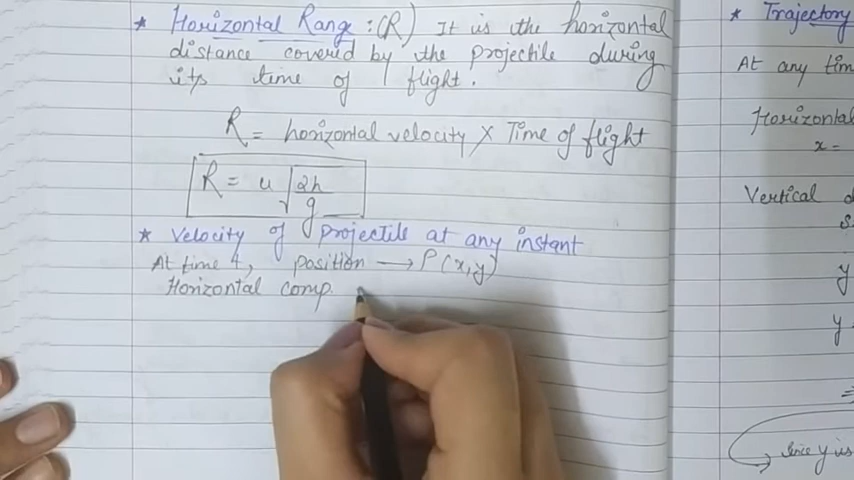 * Horizontal Range : (R) It is the horizontal
distance covered by the projectile during
its time of flight.
R = horizontal velocity × Time of flight
R = u √2h/g
* Velocity of projectile at any instant
At time t, position → P(x,y)
Horizontal comp.
* Trajectory
At any tim
Horizontal
x =
Vertical d
S
y
y
=
Since y is